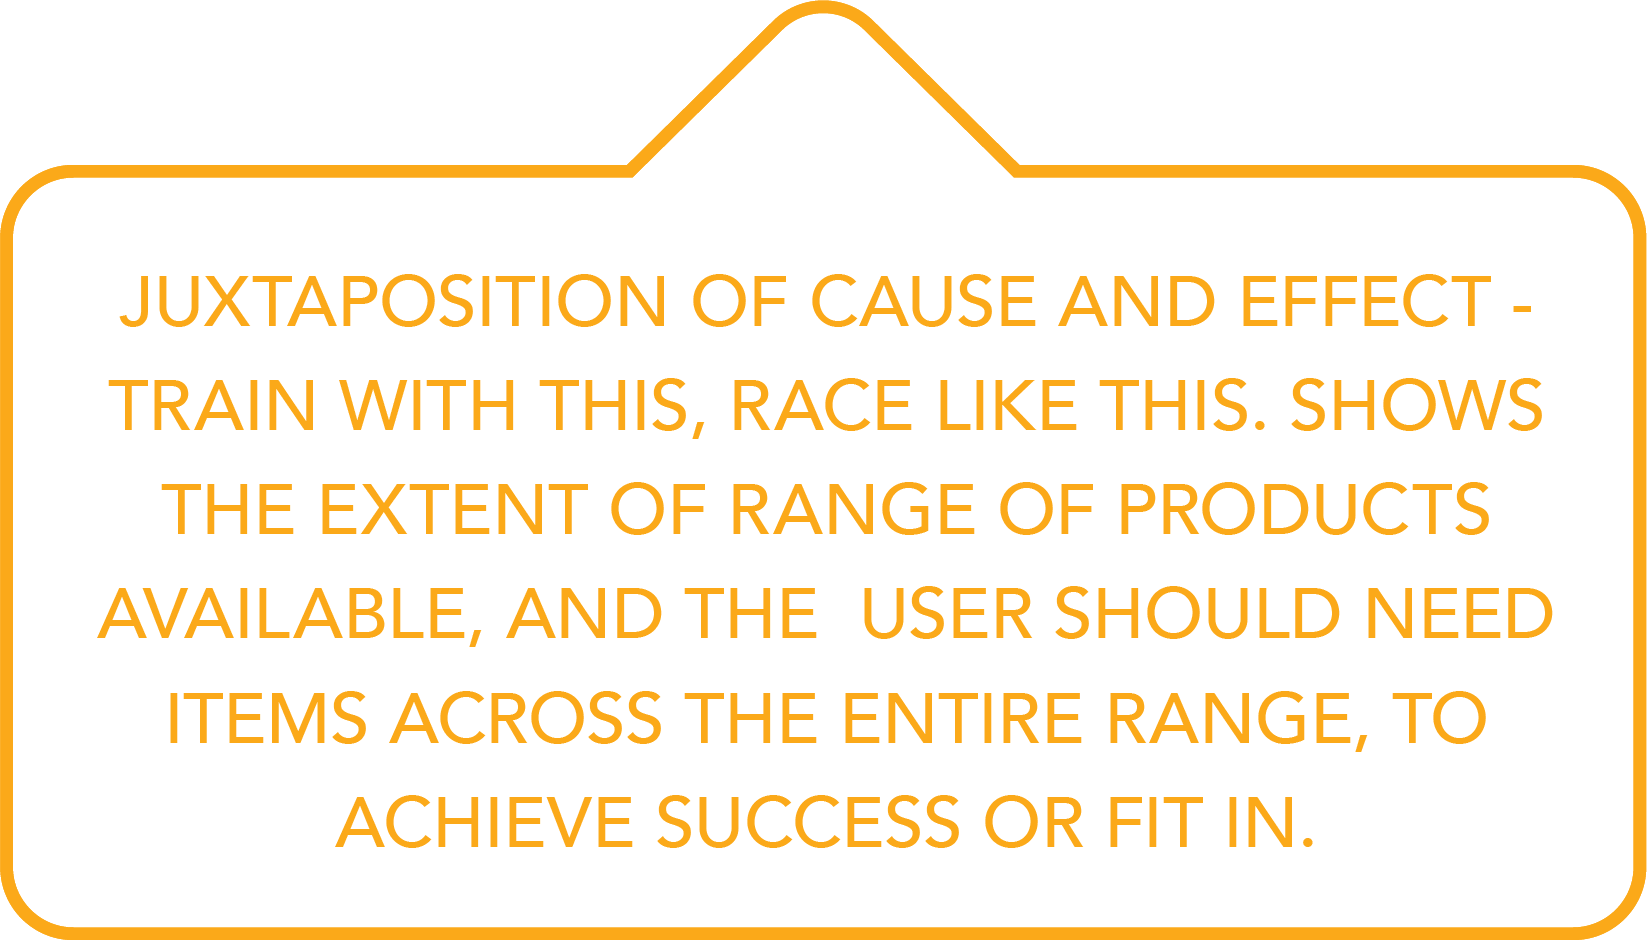 JUXTAPOSITION OF CAUSE AND EFFECT -
TRAIN WITH THIS, RACE LIKE THIS. SHOWS
THE EXTENT OF RANGE OF PRODUCTS
AVAILABLE, AND THE  USER SHOULD NEED
ITEMS ACROSS THE ENTIRE RANGE, TO
ACHIEVE SUCCESS OR FIT IN.